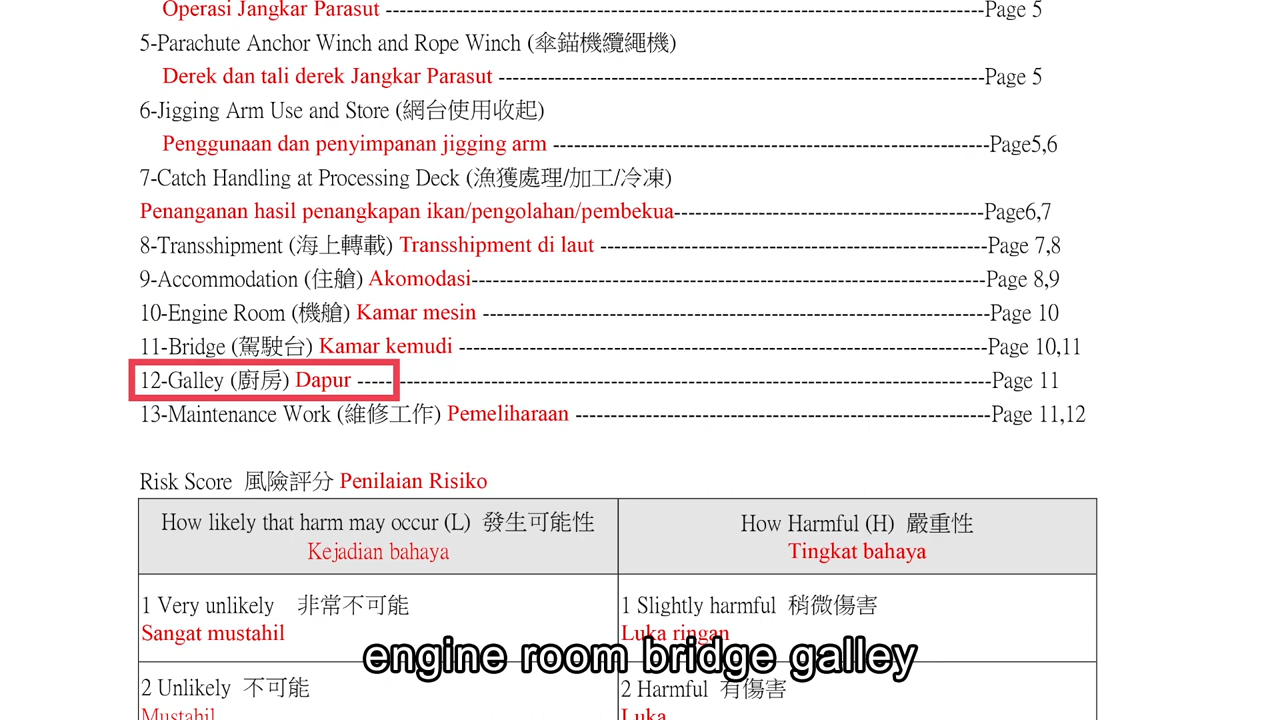 Operasi Jangkar Parasut -----------------------------------------------------------------------Page 5
5-Parachute Anchor Winch and Rope Winch (傘錨機纜繩機)
Derek dan tali derek Jangkar Parasut ----------------------------------------------------------Page 5
6-Jigging Arm Use and Store (網台使用收起)
Penggunaan dan penyimpanan jigging arm ----------------------------------------------------Page5,6
7-Catch Handling at Processing Deck (漁獲處理/加工/冷凍)
Penanganan hasil penangkapan ikan/pengolahan/pembekua-------------------------------------Page6,7
8-Transshipment (海上轉載) Transshipment di laut ----------------------------------------------Page 7,8
9-Accommodation (住艙) Akomodasi-------------------------------------------------------------Page 8,9
10-Engine Room (機艙) Kamar mesin ------------------------------------------------------------Page 10
11-Bridge (駕駛台) Kamar kemudi ---------------------------------------------------------------Page 10,11
12-Galley (廚房) Dapur ---------------------------------------------------------------------------Page 11
13-Maintenance Work (維修工作) Pemeliharaan -------------------------------------------------Page 11,12
Risk Score 風險評分 Penilaian Risiko
How likely that harm may occur (L) 發生可能性
Kejadian bahaya
How Harmful (H) 嚴重性
Tingkat bahaya
1 Very unlikely 非常不可能
Sangat mustahil
1 Slightly harmful 稍微傷害
Luka ringan
engine room bridge galley
2 Unlikely 不可能
Mustahil
2 Harmful 有傷害
Luka